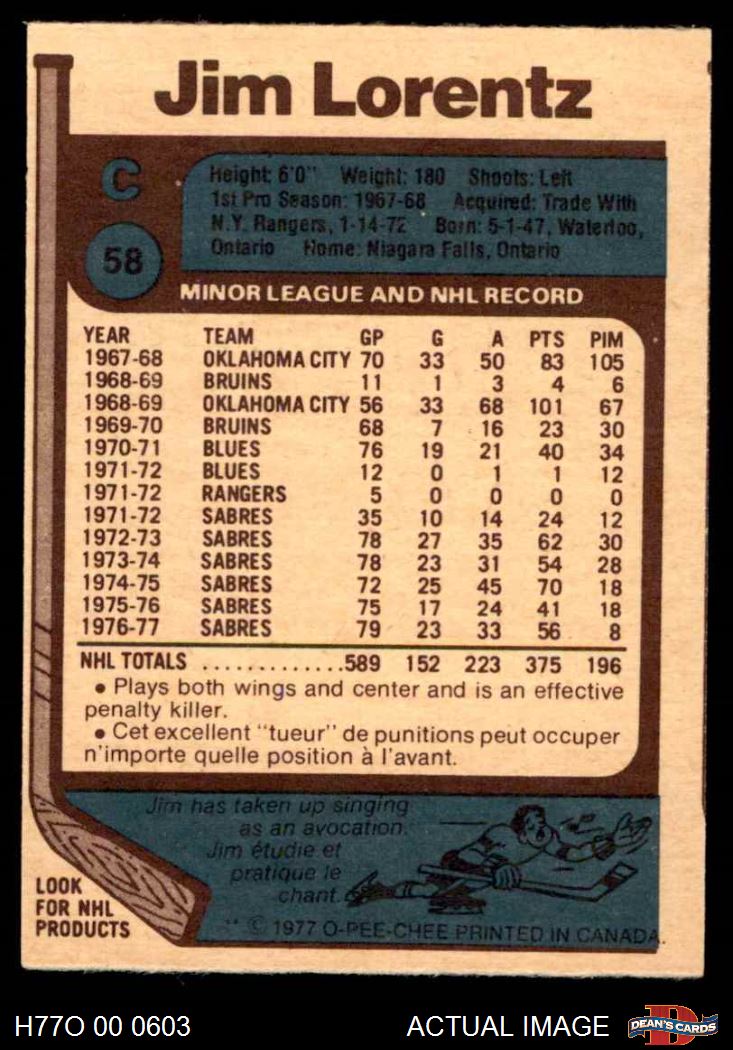 Jim Lorentz
C
58
Height: 6'0" Weight: 180 Shoots: Left
1st Pro Season: 1967-68 Acquired: Trade With
N.Y. Rangers, 1-14-72 Born: 5-1-47, Waterloo,
Ontario Home: Niagara Falls, Ontario
MINOR LEAGUE AND NHL RECORD
YEAR TEAM GP G A PTS PIM
1967-68 OKLAHOMA CITY 70 33 50 83 105
1968-69 BRUINS 11 1 3 4 6
1968-69 OKLAHOMA CITY 56 33 68 101 67
1969-70 BRUINS 68 7 16 23 30
1970-71 BLUES 76 19 21 40 34
1971-72 BLUES 12 0 1 1 12
1971-72 RANGERS 5 0 0 0 0
1971-72 SABRES 35 10 14 24 12
1972-73 SABRES 78 27 35 62 30
1973-74 SABRES 78 23 31 54 28
1974-75 SABRES 72 25 45 70 18
1975-76 SABRES 75 17 24 41 18
1976-77 SABRES 79 23 33 56 8
NHL TOTALS .............589 152 223 375 196
• Plays both wings and center and is an effective
penalty killer.
• Cet excellent "tueur" de punitions peut occuper
n'importe quelle position à l'avant.
Jim has taken up singing
as an avocation.
Jim étudie et
pratique le
chant.
LOOK
FOR NHL
PRODUCTS
** © 1977 O-PEE-CHEE PRINTED IN CANADA.
H77O 00 0603 ACTUAL IMAGE
D
DEAN'S CARDS